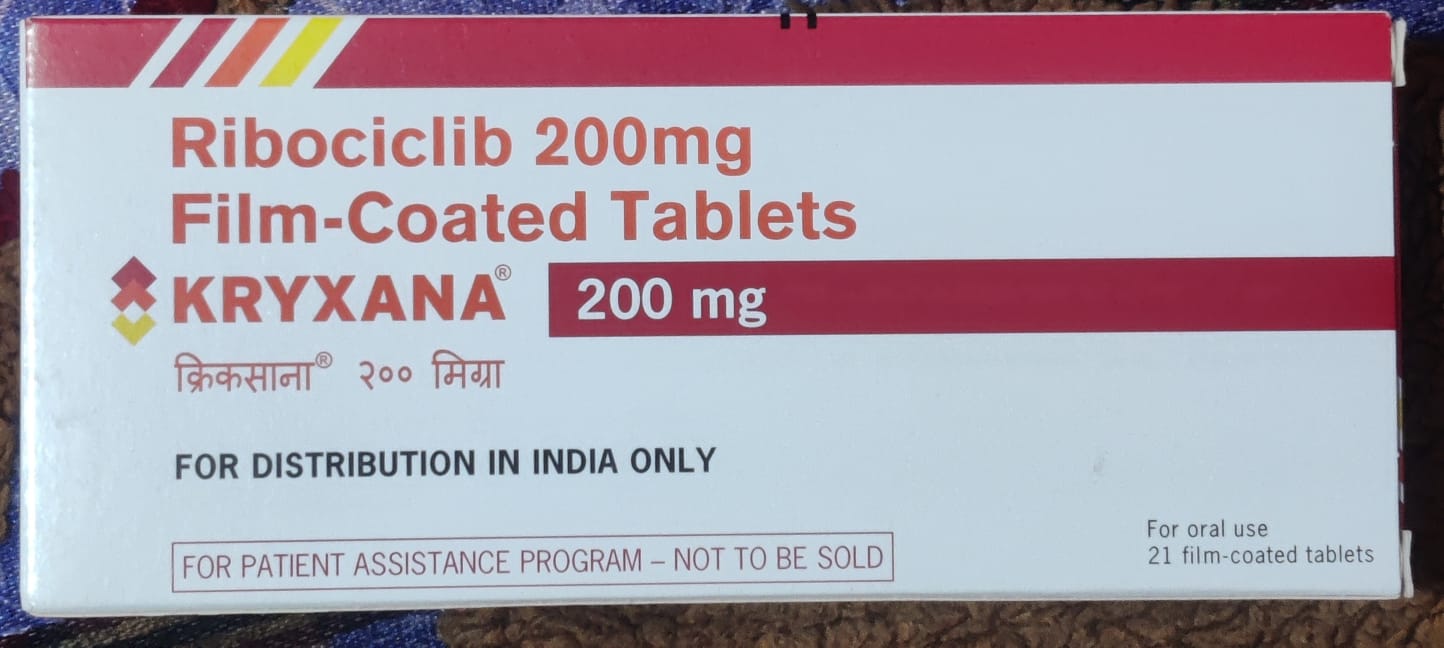 Ribociclib 200mg
Film-Coated Tablets
KRYXANA® 200 mg
क्रिकसाना® २०० मिग्रा
FOR DISTRIBUTION IN INDIA ONLY
FOR PATIENT ASSISTANCE PROGRAM – NOT TO BE SOLD
For oral use
21 film-coated tablets